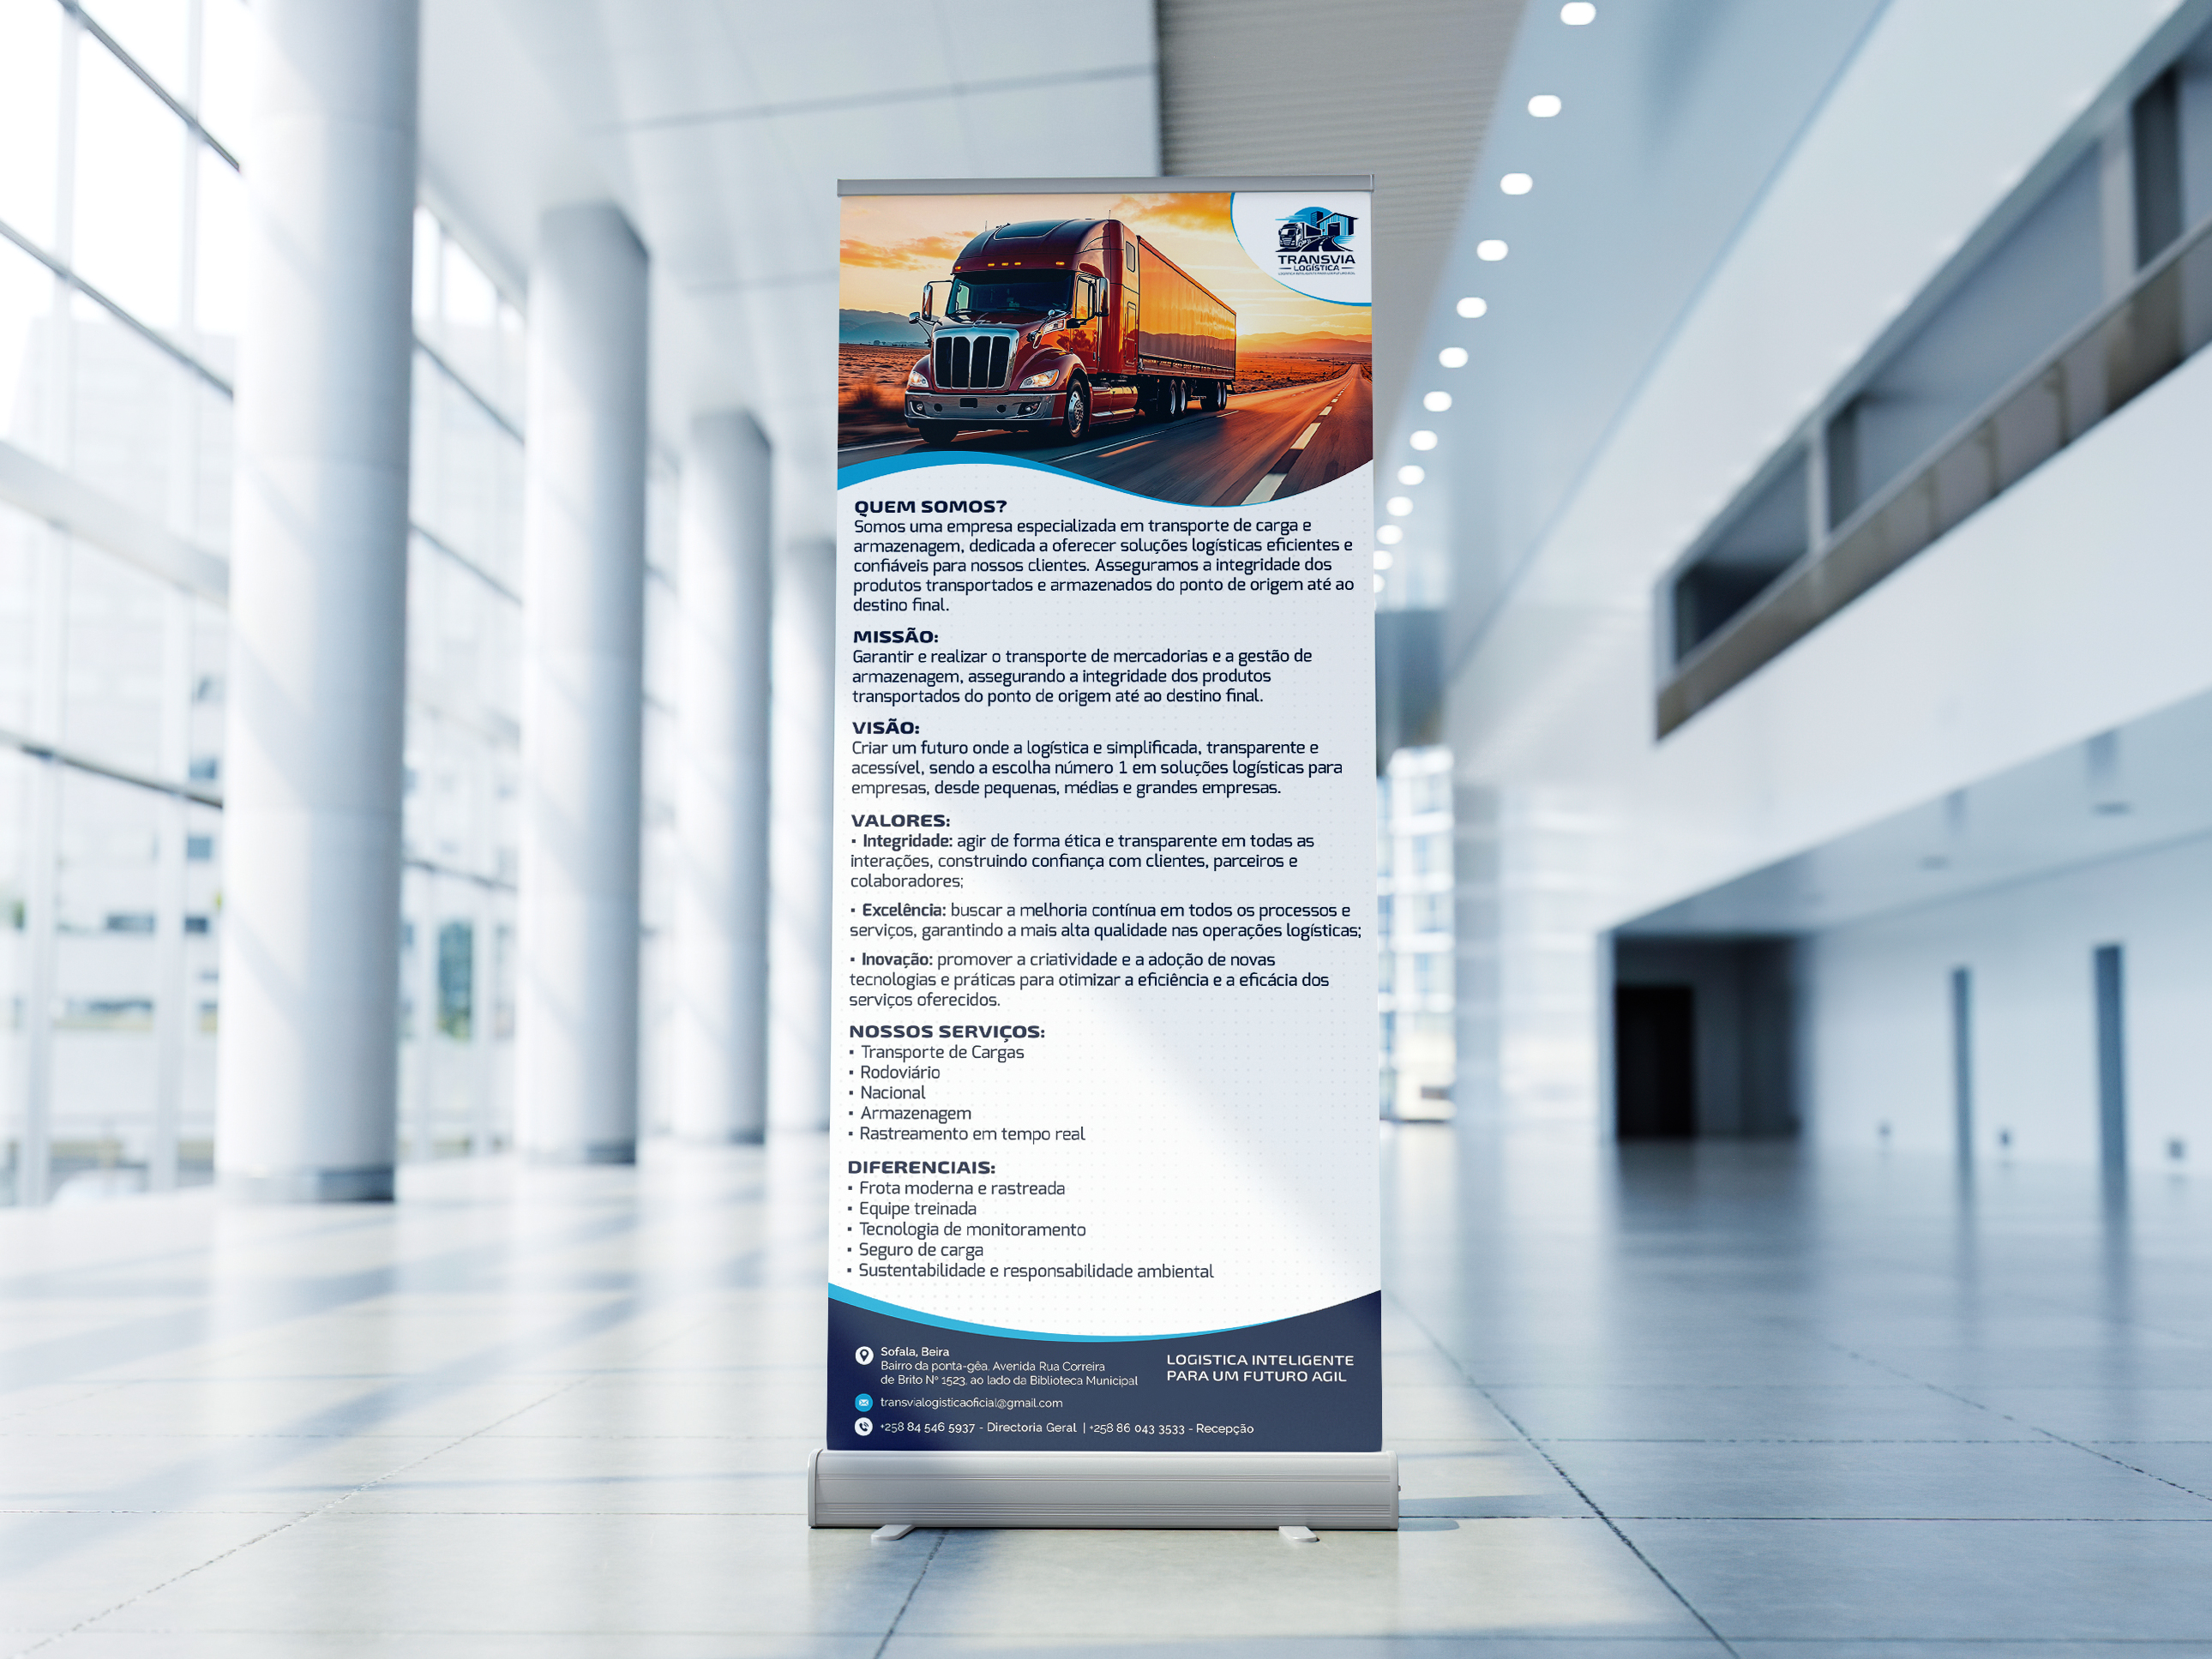 TRANSVIA
LOGÍSTICA
QUEM SOMOS?
Somos uma empresa especializada em transporte de carga e
armazenagem, dedicada a oferecer soluções logísticas eficientes e
confiáveis para nossos clientes. Asseguramos a integridade dos
produtos transportados e armazenados do ponto de origem até ao
destino final.
MISSÃO:
Garantir e realizar o transporte de mercadorias e a gestão de
armazenagem, assegurando a integridade dos produtos
transportados do ponto de origem até ao destino final.
VISÃO:
Criar um futuro onde a logística e simplificada, transparente e
acessível, sendo a escolha número 1 em soluções logísticas para
empresas, desde pequenas, médias e grandes empresas.
VALORES:
• Integridade: agir de forma ética e transparente em todas as
interações, construindo confiança com clientes, parceiros e
colaboradores;
• Excelência: buscar a melhoria contínua em todos os processos e
serviços, garantindo a mais alta qualidade nas operações logísticas;
• Inovação: promover a criatividade e a adoção de novas
tecnologias e práticas para otimizar a eficiência e a eficácia dos
serviços oferecidos.
NOSSOS SERVIÇOS:
• Transporte de Cargas
• Rodoviário
• Nacional
• Armazenagem
• Rastreamento em tempo real
DIFERENCIAIS:
• Frota moderna e rastreada
• Equipe treinada
• Tecnologia de monitoramento
• Seguro de carga
• Sustentabilidade e responsabilidade ambiental
Sofala, Beira
Bairro da ponta-gêa. Avenida Rua Correira
de Brito Nº 1523, ao lado da Biblioteca Municipal
transvialogisticaoficial@gmail.com
+258 84 546 5937 - Directoria Geral | +258 86 043 3533 - Recepção
LOGISTICA INTELIGENTE
PARA UM FUTURO AGIL